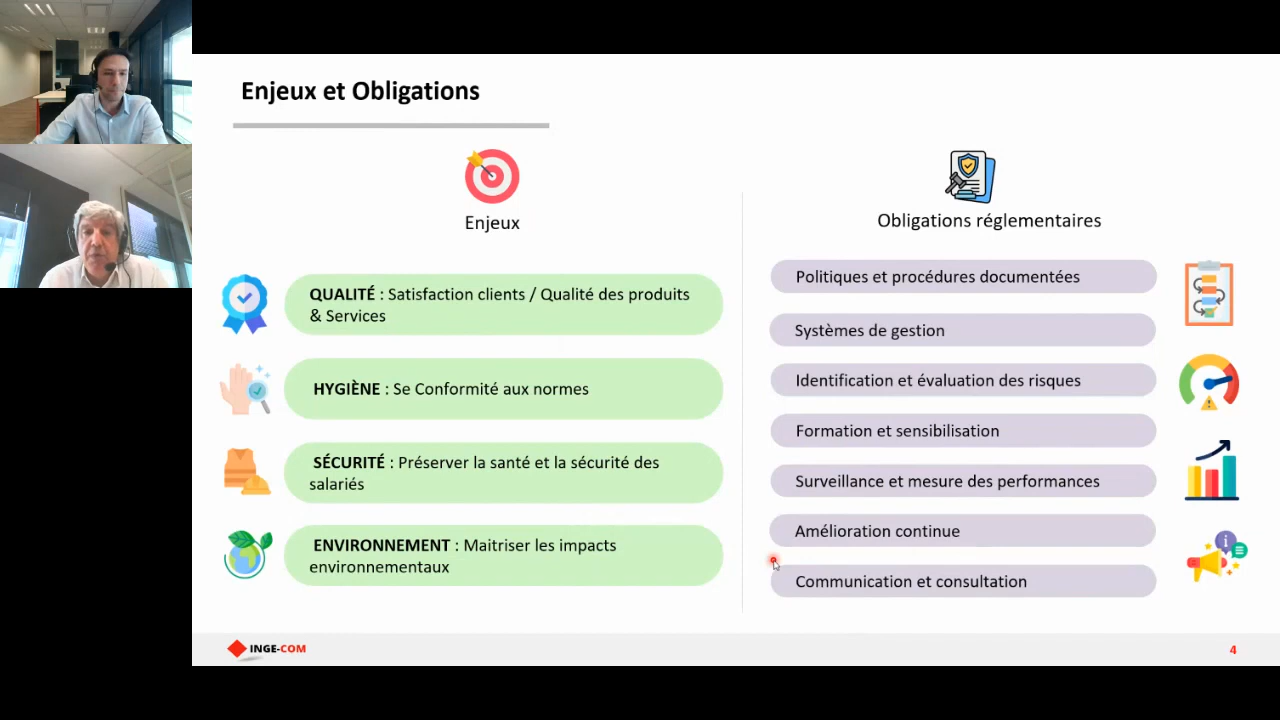 Enjeux et Obligations
Enjeux
QUALITÉ : Satisfaction clients / Qualité des produits
& Services
HYGIÈNE : Se Conformité aux normes
SÉCURITÉ : Préserver la santé et la sécurité des
salariés
ENVIRONNEMENT : Maitriser les impacts
environnementaux
Obligations réglementaires
Politiques et procédures documentées
Systèmes de gestion
Identification et évaluation des risques
Formation et sensibilisation
Surveillance et mesure des performances
Amélioration continue
Communication et consultation
INGE-COM
4